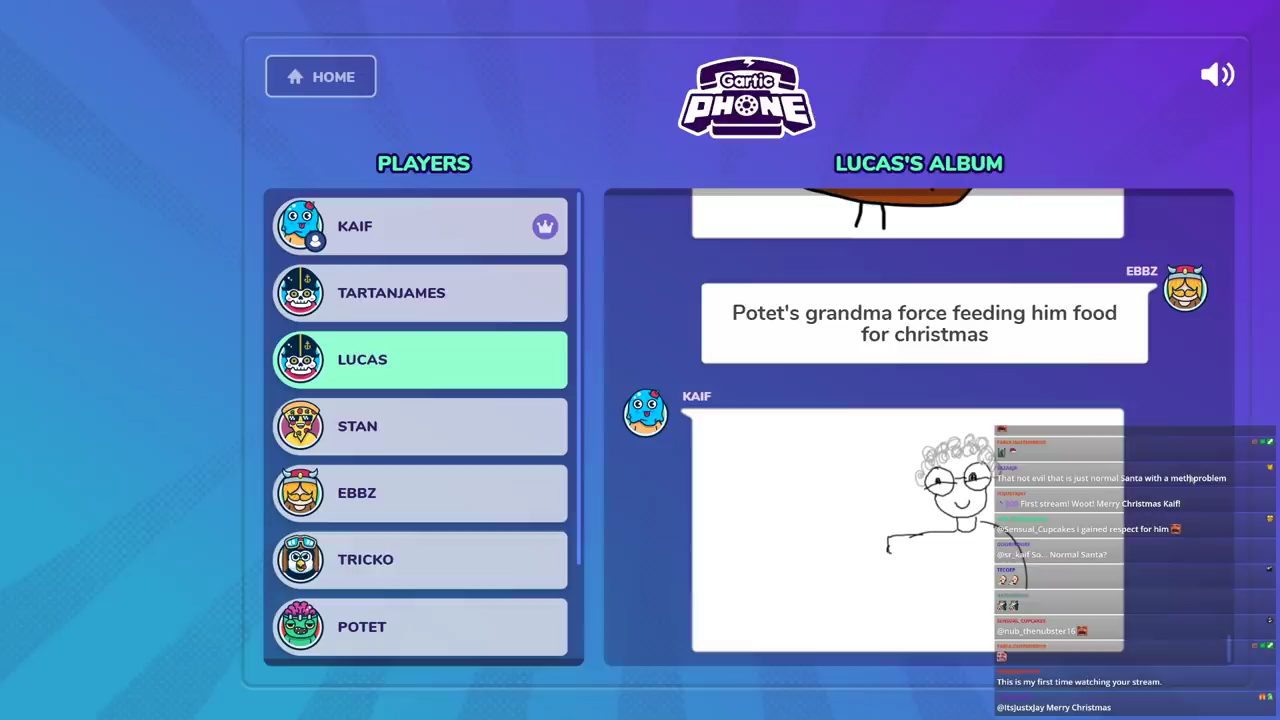 HOME
Gartic
PHONE
PLAYERS
LUCAS'S ALBUM
KAIF
TARTANJAMES
LUCAS
STAN
EBBZ
TRICKO
POTET
EBBZ
Potet's grandma force feeding him food
for christmas
KAIF
That not evil that is just normal Santa with a meth problem
First stream! Woot! Merry Christmas Kaif!
@Sensual_Cupcakes i gained respect for him
@sr_kaif So... Normal Santa?
TECOFP
SENSUAL_CUPCAKES
@nub_thenubster16
This is my first time watching your stream.
@ItsJustxJay Merry Christmas